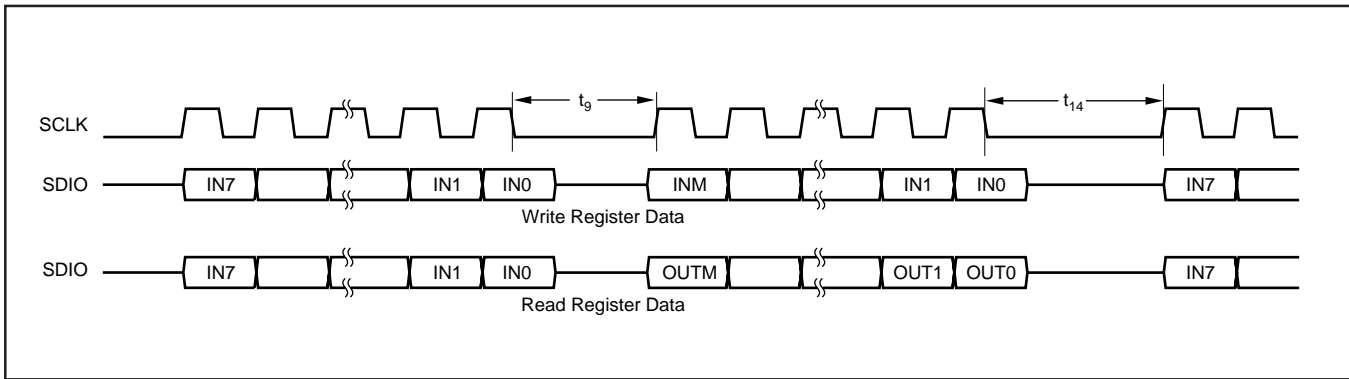 t9 t14
SCLK
SDIO IN7 IN1 IN0 INM IN1 IN0 IN7
Write Register Data
SDIO IN7 IN1 IN0 OUTM OUT1 OUT0 IN7
Read Register Data